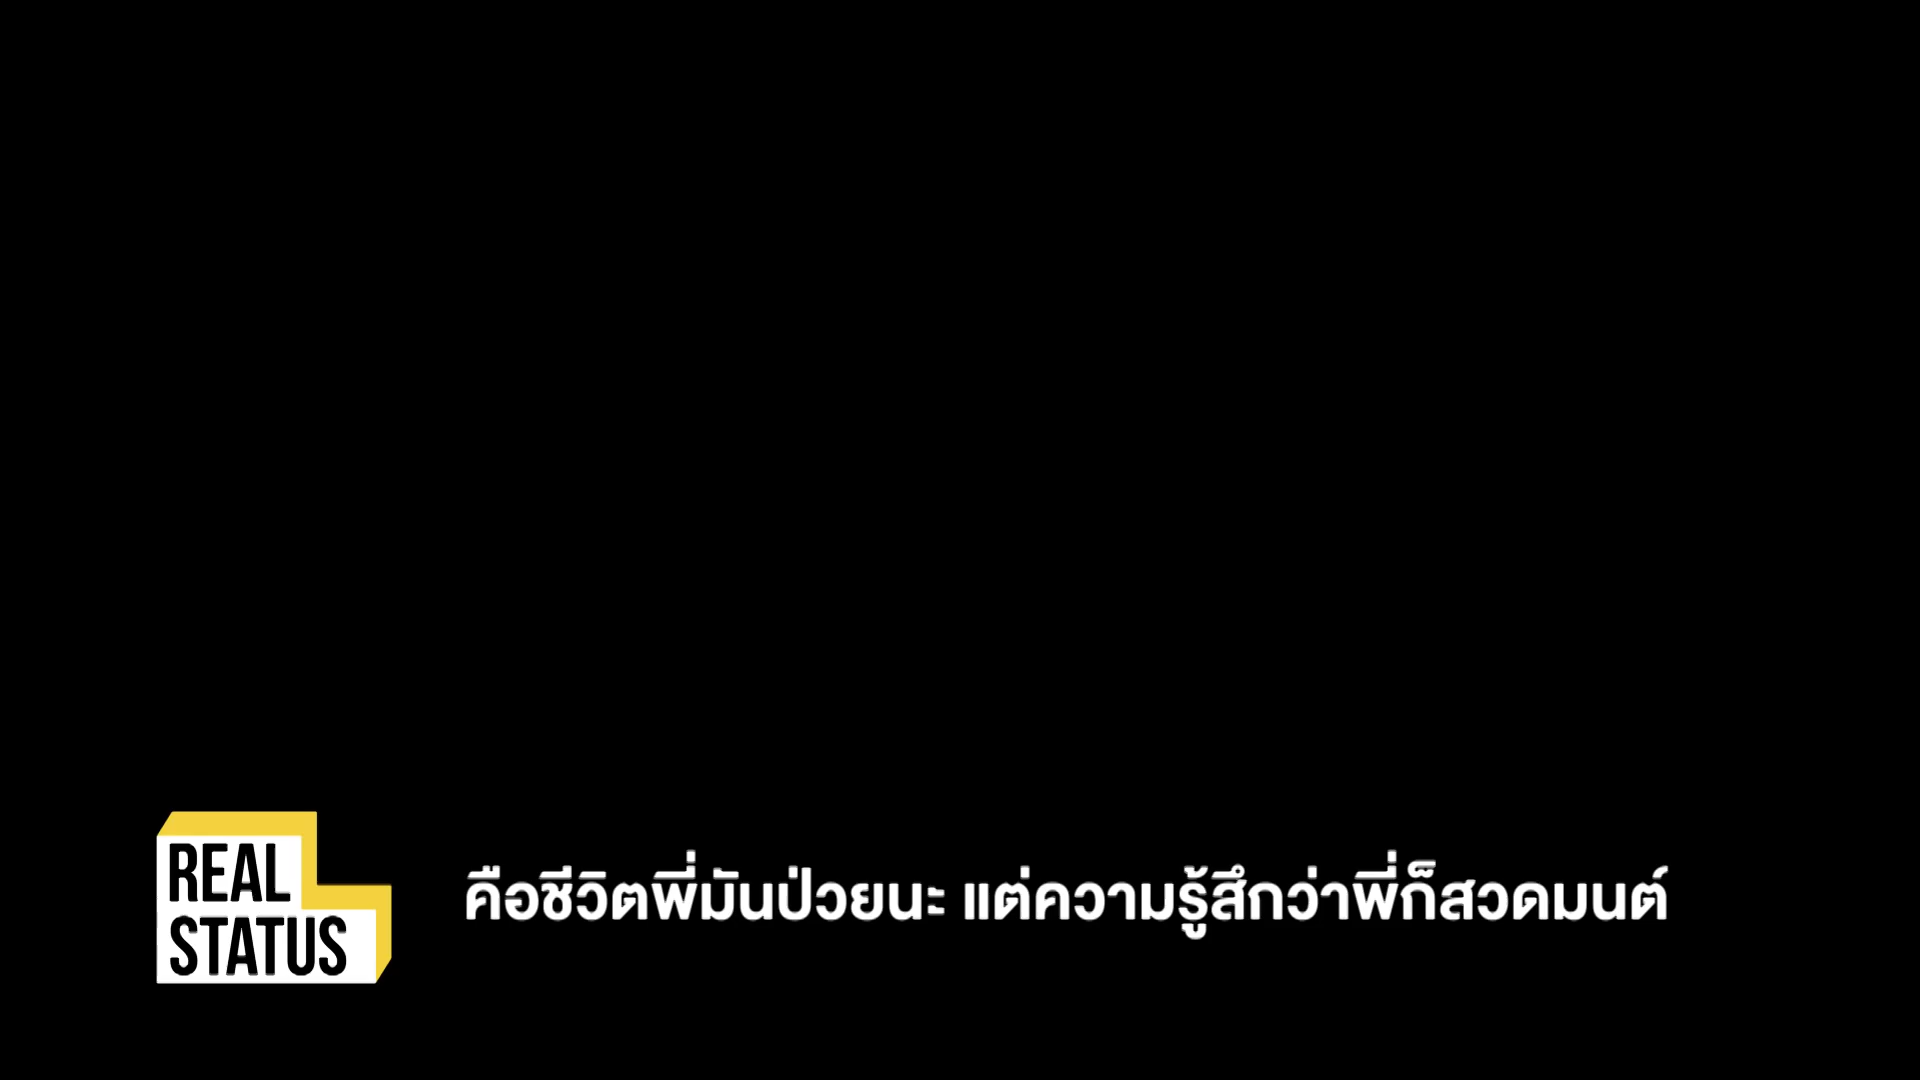 REAL
STATUS
คือชีวิตพี่มันป่วยนะ แต่ความรู้สึกว่าพี่ก็สวดมนต์